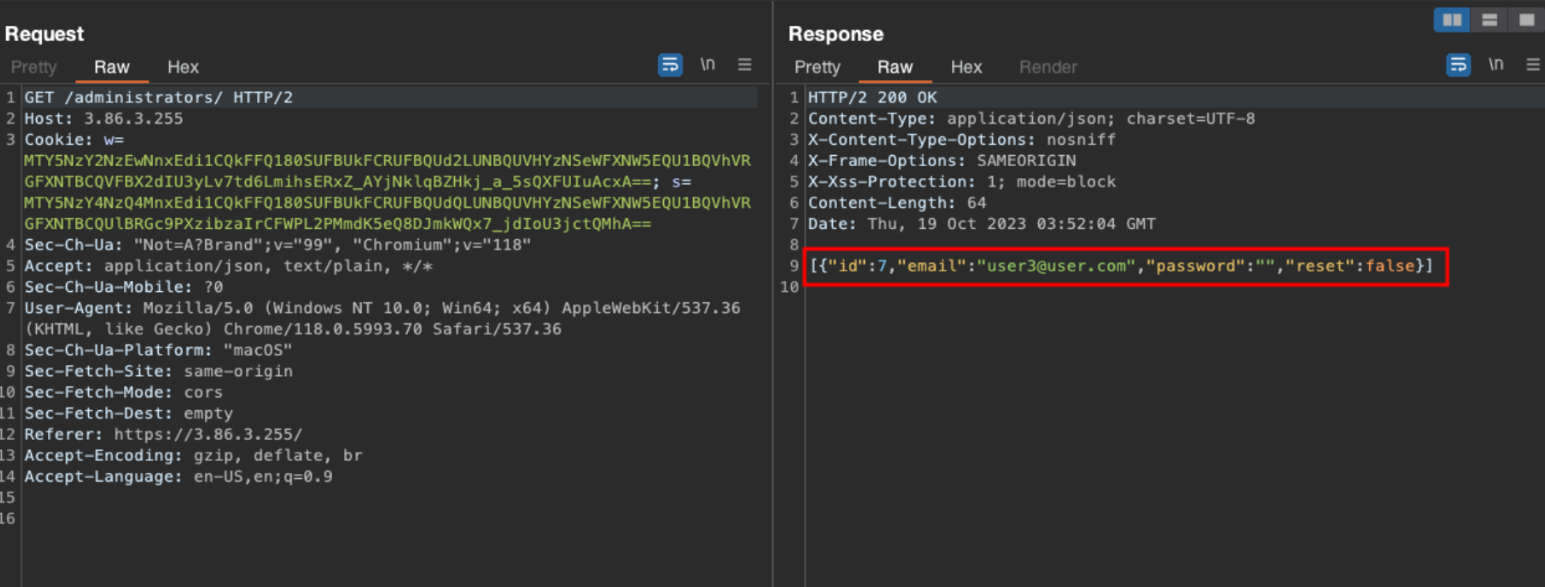 Request
Pretty Raw Hex
\n
1 GET /administrators/ HTTP/2
2 Host: 3.86.3.255
3 Cookie: w=
MTY5NzY2NzEwNnxEdi1CQkFFQ180SUFBUkFCRUFBQUd2LUNBQUVHYzNSeWFXNW5EQU1BQVhVR
GFXNTBCQVFBX2dIU3yLv7td6LmihsERxZ_AYjNklqBZHkj_a_5sQXFUIuAcxA==; s=
MTY5NzY4NzQ4MnxEdi1CQkFFQ180SUFBUkFCRUFBQUdQLUNBQUVHYzNSeWFXNW5EQU1BQVhVR
GFXNTBCQUlBRGc9PXzibzaIrCFWPL2PMmdK5eQ8DJmkWQx7_jdIoU3jctQMhA==
4 Sec-Ch-Ua: "Not=A?Brand";v="99", "Chromium";v="118"
5 Accept: application/json, text/plain, */*
6 Sec-Ch-Ua-Mobile: ?0
7 User-Agent: Mozilla/5.0 (Windows NT 10.0; Win64; x64) AppleWebKit/537.36
(KHTML, like Gecko) Chrome/118.0.5993.70 Safari/537.36
8 Sec-Ch-Ua-Platform: "macOS"
9 Sec-Fetch-Site: same-origin
10 Sec-Fetch-Mode: cors
11 Sec-Fetch-Dest: empty
12 Referer: https://3.86.3.255/
13 Accept-Encoding: gzip, deflate, br
14 Accept-Language: en-US,en;q=0.9
15
16
Response
Pretty Raw Hex Render
\n
1 HTTP/2 200 OK
2 Content-Type: application/json; charset=UTF-8
3 X-Content-Type-Options: nosniff
4 X-Frame-Options: SAMEORIGIN
5 X-Xss-Protection: 1; mode=block
6 Content-Length: 64
7 Date: Thu, 19 Oct 2023 03:52:04 GMT
8
9 [{"id":7,"email":"user3@user.com","password":"","reset":false}]
10